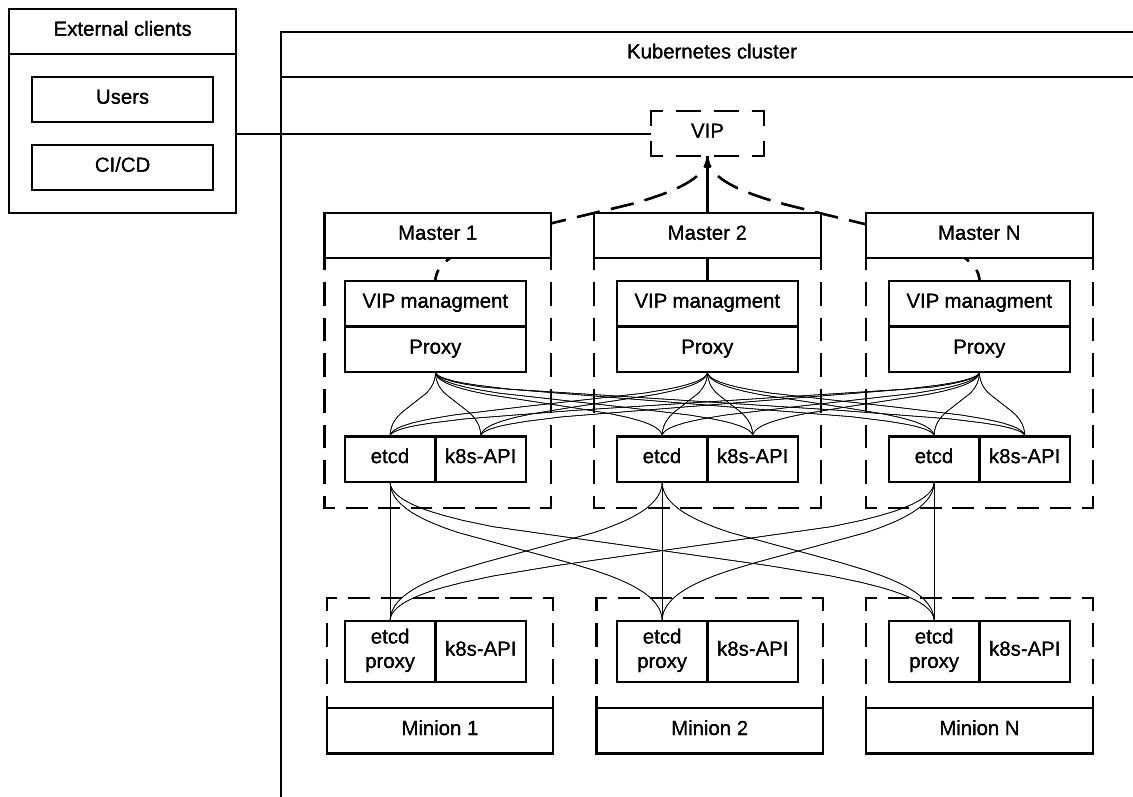 External clients
Users
CI/CD
Kubernetes cluster
VIP
Master 1
Master 2
Master N
VIP managment
VIP managment
VIP managment
Proxy
Proxy
Proxy
etcd
k8s-API
etcd
k8s-API
etcd
k8s-API
etcd
proxy
k8s-API
etcd
proxy
k8s-API
etcd
proxy
k8s-API
Minion 1
Minion 2
Minion N